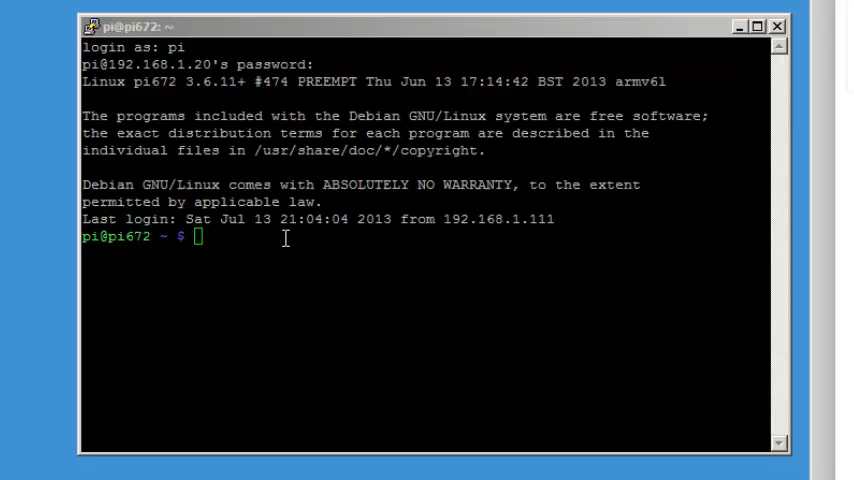 pi@pi672: ~
login as: pi
pi@192.168.1.20's password:
Linux pi672 3.6.11+ #474 PREEMPT Thu Jun 13 17:14:42 BST 2013 armv6l
The programs included with the Debian GNU/Linux system are free software;
the exact distribution terms for each program are described in the
individual files in /usr/share/doc/*/copyright.
Debian GNU/Linux comes with ABSOLUTELY NO WARRANTY, to the extent
permitted by applicable law.
Last login: Sat Jul 13 21:04:04 2013 from 192.168.1.111
pi@pi672 ~ $